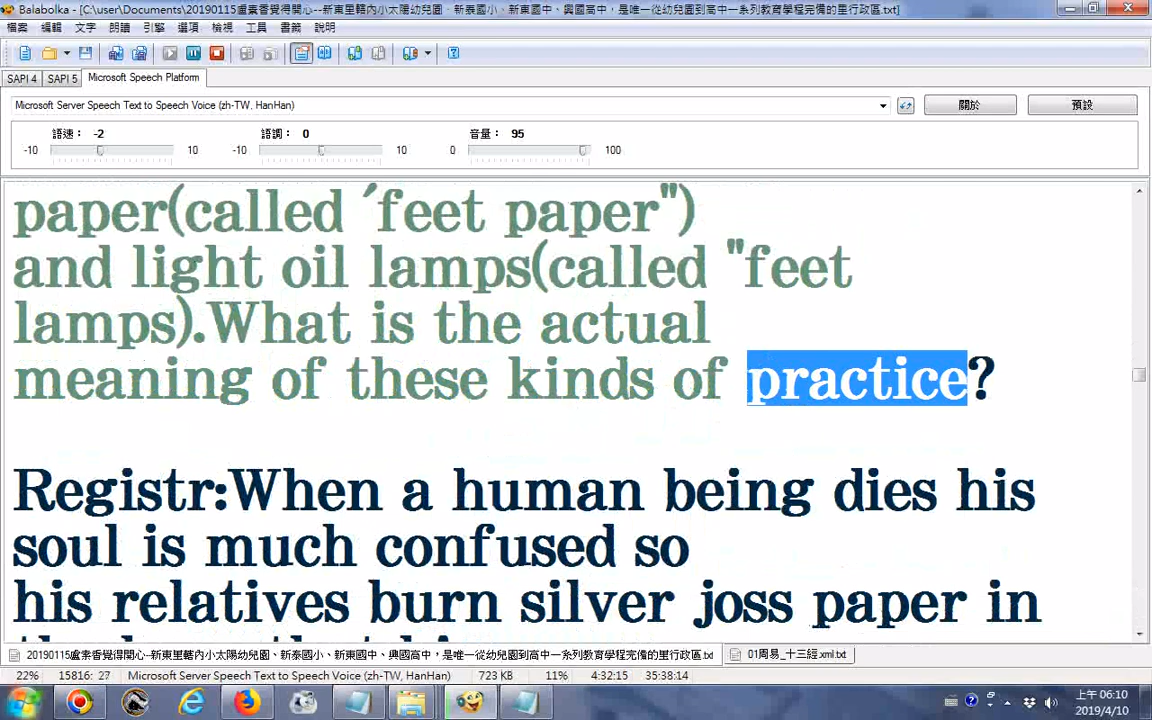 Balabolka - [C:\user\Documents\20190115盧素香覺得開心--新東里轄內小太陽幼兒園、新泰國小、新東國中、興國高中，是唯一從幼兒園到高中一系列教育學程完備的里行政區.txt]
檔案 編輯 文字 朗讀 引擎 選項 檢視 工具 書籤 說明
SAPI 4 SAPI 5 Microsoft Speech Platform
Microsoft Server Speech Text to Speech Voice (zh-TW, HanHan) 關於 預設
語速： -2 語調： 0 音量： 95
-10 10 -10 10 0 100
paper(called ′feet paper")
and light oil lamps(called "feet
lamps).What is the actual
meaning of these kinds of practice?
Registr:When a human being dies his
soul is much confused so
his relatives burn silver joss paper in
20190115盧素香覺得開心--新東里轄內小太陽幼兒園、新泰國小、新東國中、興國高中，是唯一從幼兒園到高中一系列教育學程完備的里行政區.txt 01周易_十三經.xml.txt
22% 15816: 27 Microsoft Server Speech Text to Speech Voice (zh-TW, HanHan) 723 KB 11% 4:32:15 35:38:14
上午 06:10
2019/4/10